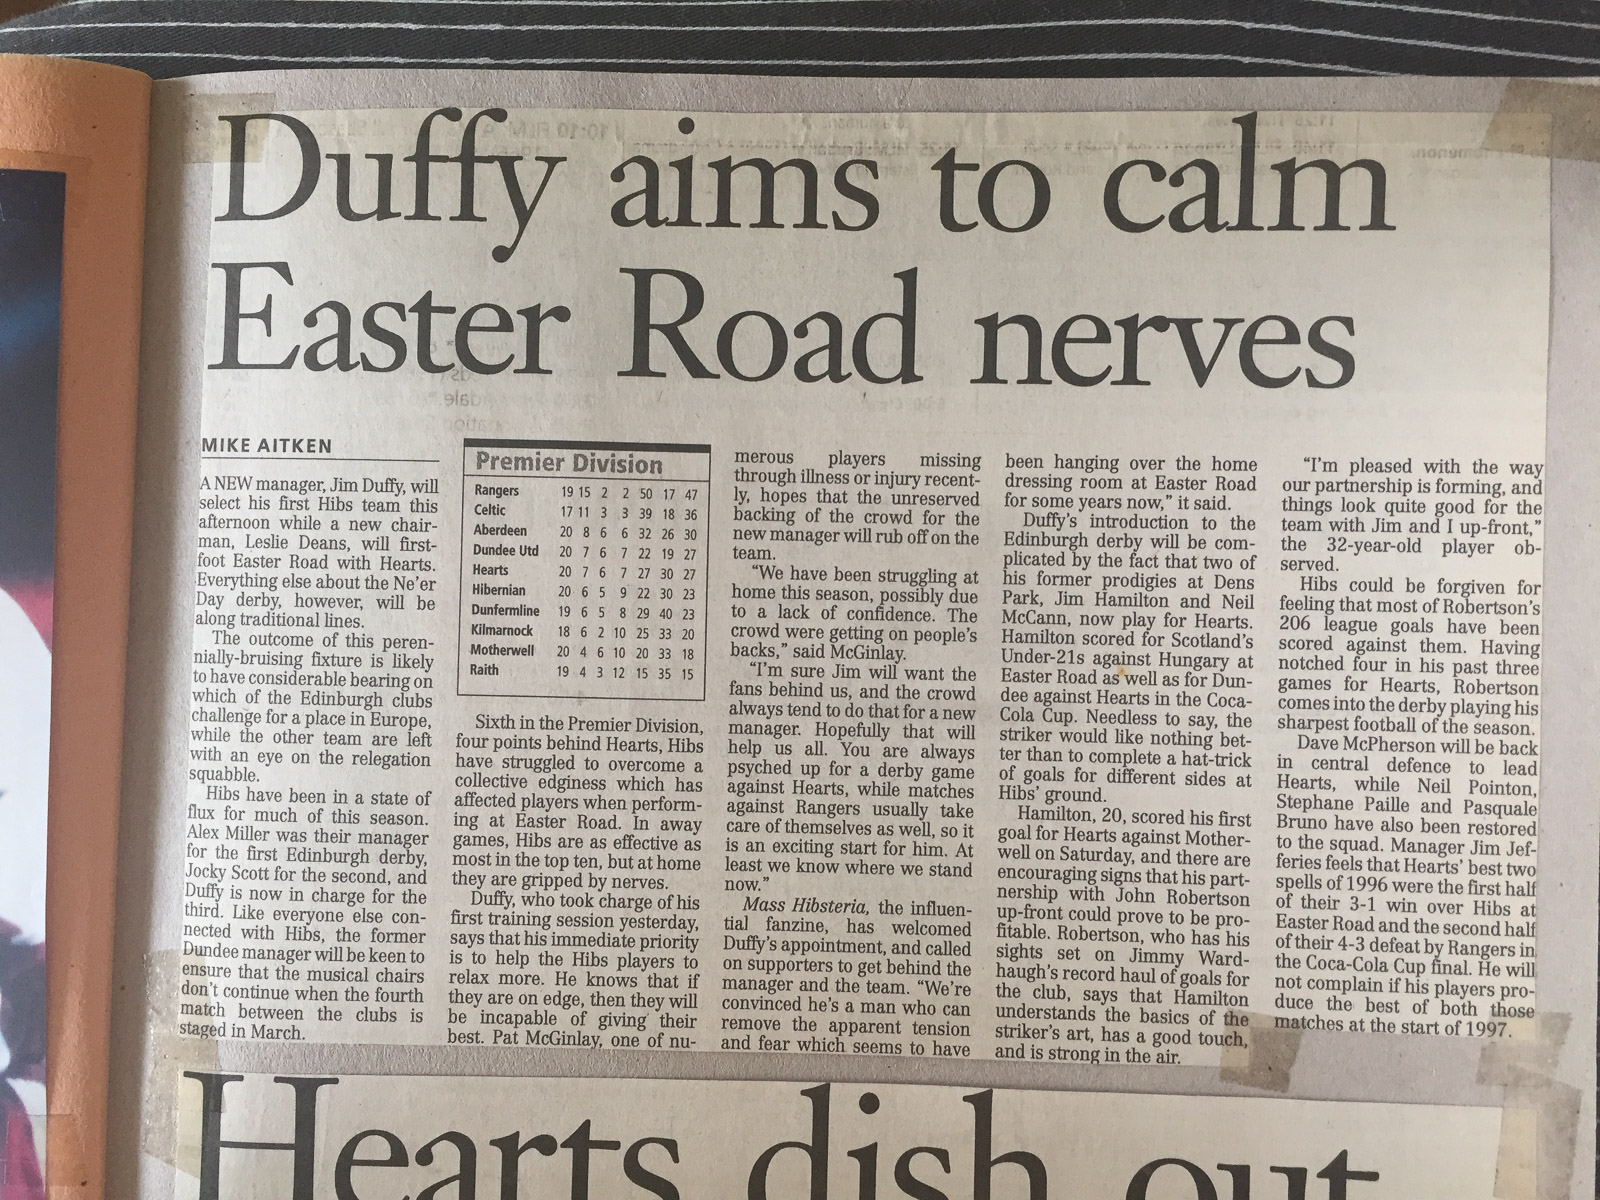 Duffy aims to calm
Easter Road nerves
MIKE AITKEN
A NEW manager, Jim Duffy, will
select his first Hibs team this
afternoon while a new chair-
man, Leslie Deans, will first-
foot Easter Road with Hearts.
Everything else about the Ne'er
Day derby, however, will be
along traditional lines.
The outcome of this peren-
nially-bruising fixture is likely
to have considerable bearing on
which of the Edinburgh clubs
challenge for a place in Europe,
while the other team are left
with an eye on the relegation
squabble.
Hibs have been in a state of
flux for much of this season.
Alex Miller was their manager
for the first Edinburgh derby,
Jocky Scott for the second, and
Duffy is now in charge for the
third. Like everyone else con-
nected with Hibs, the former
Dundee manager will be keen to
ensure that the musical chairs
don't continue when the fourth
match between the clubs is
staged in March.
Premier Division
Rangers 19 15 2 2 50 17 47
Celtic 17 11 3 3 39 18 36
Aberdeen 20 8 6 6 32 26 30
Dundee Utd 20 7 6 7 22 19 27
Hearts 20 7 6 7 27 30 27
Hibernian 20 6 5 9 22 30 23
Dunfermline 19 6 5 8 29 40 23
Kilmarnock 18 6 2 10 25 33 20
Motherwell 20 4 6 10 20 33 18
Raith 19 4 3 12 15 35 15
Sixth in the Premier Division,
four points behind Hearts, Hibs
have struggled to overcome a
collective edginess which has
affected players when perform-
ing at Easter Road. In away
games, Hibs are as effective as
most in the top ten, but at home
they are gripped by nerves.
Duffy, who took charge of his
first training session yesterday,
says that his immediate priority
is to help the Hibs players to
relax more. He knows that if
they are on edge, then they will
be incapable of giving their
best. Pat McGinlay, one of nu-
merous players missing
through illness or injury recent-
ly, hopes that the unreserved
backing of the crowd for the
new manager will rub off on the
team.
"We have been struggling at
home this season, possibly due
to a lack of confidence. The
crowd were getting on people's
backs," said McGinlay.
"I'm sure Jim will want the
fans behind us, and the crowd
always tend to do that for a new
manager. Hopefully that will
help us all. You are always
psyched up for a derby game
against Hearts, while matches
against Rangers usually take
care of themselves as well, so it
is an exciting start for him. At
least we know where we stand
now."
Mass Hibsteria, the influen-
tial fanzine, has welcomed
Duffy's appointment, and called
on supporters to get behind the
manager and the team. "We're
convinced he's a man who can
remove the apparent tension
and fear which seems to have
been hanging over the home
dressing room at Easter Road
for some years now," it said.
Duffy's introduction to the
Edinburgh derby will be com-
plicated by the fact that two of
his former prodigies at Dens
Park, Jim Hamilton and Neil
McCann, now play for Hearts.
Hamilton scored for Scotland's
Under-21s against Hungary at
Easter Road as well as for Dun-
dee against Hearts in the Coca-
Cola Cup. Needless to say, the
striker would like nothing bet-
ter than to complete a hat-trick
of goals for different sides at
Hibs' ground.
Hamilton, 20, scored his first
goal for Hearts against Mother-
well on Saturday, and there are
encouraging signs that his part-
nership with John Robertson
up-front could prove to be pro-
fitable. Robertson, who has his
sights set on Jimmy Ward-
haugh's record haul of goals for
the club, says that Hamilton
understands the basics of the
striker's art, has a good touch,
and is strong in the air.
"I'm pleased with the way
our partnership is forming, and
things look quite good for the
team with Jim and I up-front,"
the 32-year-old player ob-
served.
Hibs could be forgiven for
feeling that most of Robertson's
206 league goals have been
scored against them. Having
notched four in his past three
games for Hearts, Robertson
comes into the derby playing his
sharpest football of the season.
Dave McPherson will be back
in central defence to lead
Hearts, while Neil Pointon,
Stephane Paille and Pasquale
Bruno have also been restored
to the squad. Manager Jim Jef-
feries feels that Hearts' best two
spells of 1996 were the first half
of their 3-1 win over Hibs at
Easter Road and the second half
of their 4-3 defeat by Rangers in
the Coca-Cola Cup final. He will
not complain if his players pro-
duce the best of both those
matches at the start of 1997.
Hearts dish out